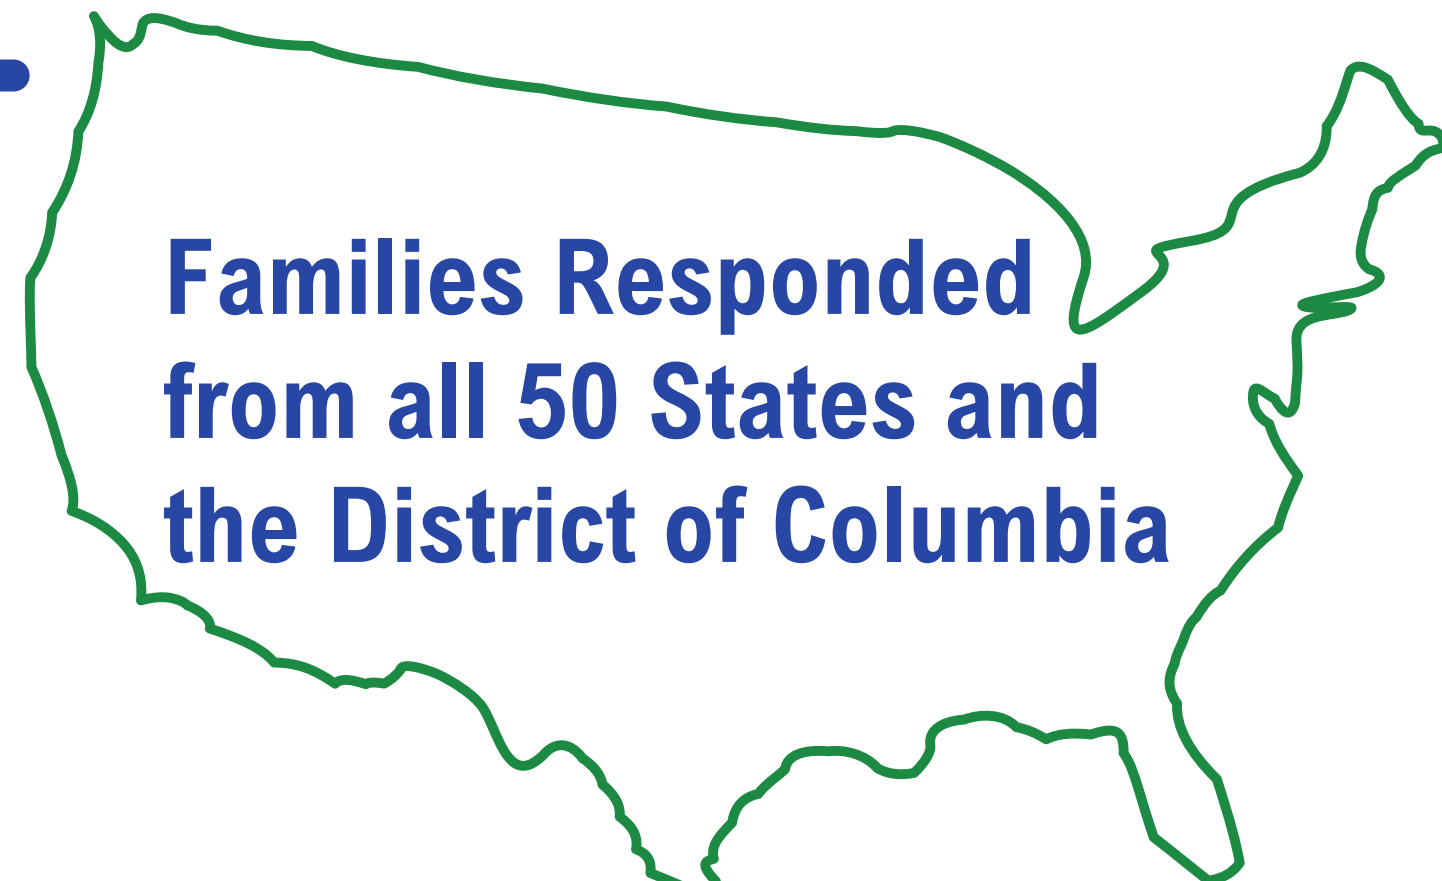 Families Responded
from all 50 States and
the District of Columbia